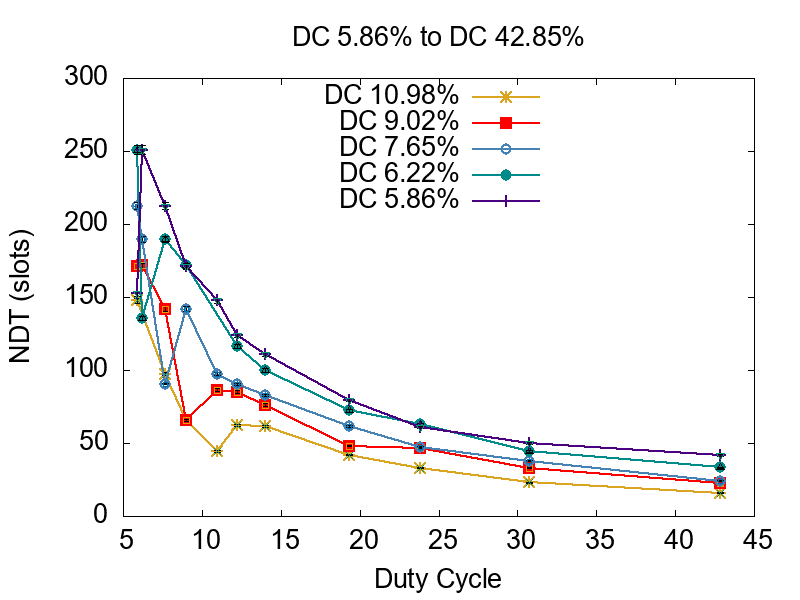 DC 5.86% to DC 42.85%
300
250
200
150
100
50
0
NDT (slots)
DC 10.98%
DC 9.02%
DC 7.65%
DC 6.22%
DC 5.86%
5 10 15 20 25 30 35 40 45
Duty Cycle